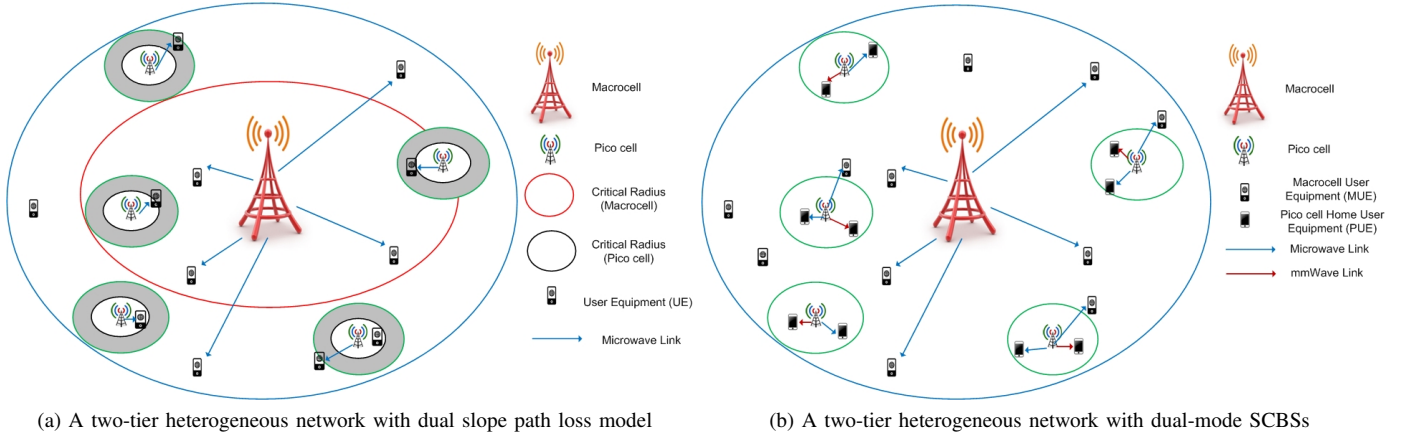 Macrocell
Pico cell
Critical Radius
(Macrocell)
Critical Radius
(Pico cell)
User Equipment (UE)
Microwave Link
(a) A two-tier heterogeneous network with dual slope path loss model
Macrocell
Pico cell
Macrocell User
Equipment (MUE)
Pico cell Home User
Equipment (PUE)
Microwave Link
mmWave Link
(b) A two-tier heterogeneous network with dual-mode SCBSs